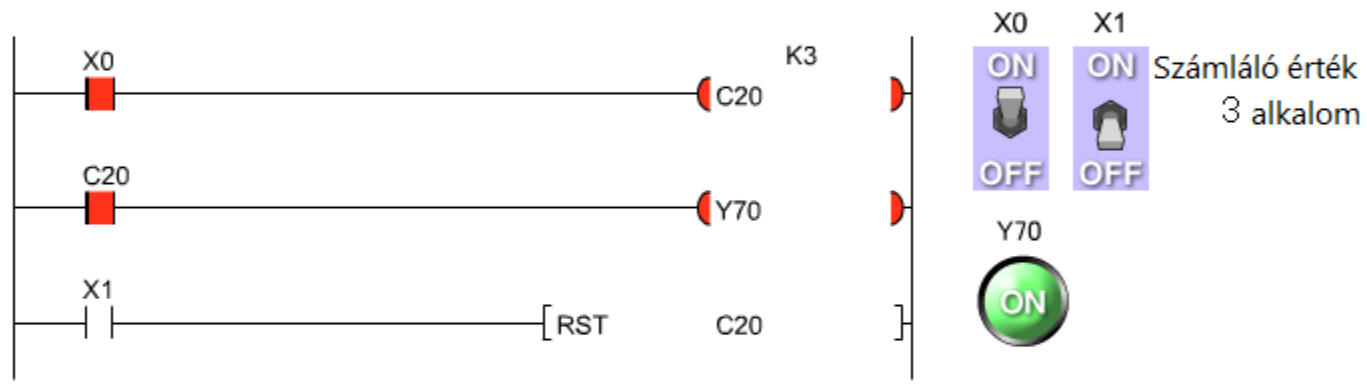 X0 K3
C20
C20
Y70
X1
RST C20
X0 X1
ON ON Számláló érték
3 alkalom
OFF OFF
Y70
ON